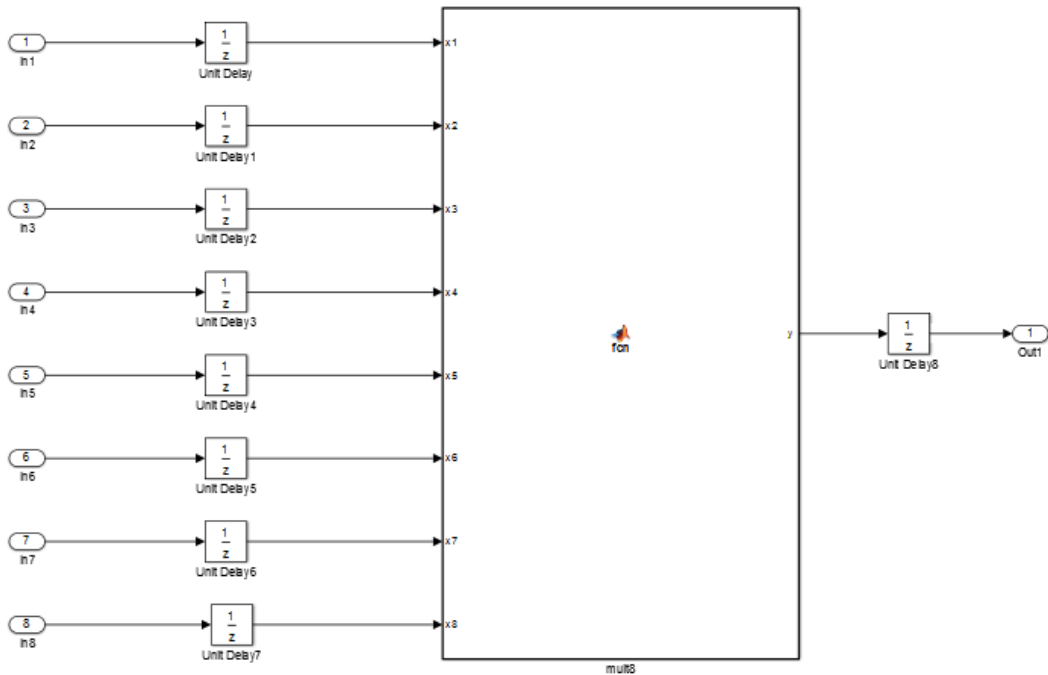 1
In1
1
z
Unit Delay
x1
2
In2
1
z
Unit Delay1
x2
3
In3
1
z
Unit Delay2
x3
4
In4
1
z
Unit Delay3
x4
fcn
y
1
z
Unit Delay8
1
Out1
5
In5
1
z
Unit Delay4
x5
6
In6
1
z
Unit Delay5
x6
7
In7
1
z
Unit Delay6
x7
8
In8
1
z
Unit Delay7
x8
mult8